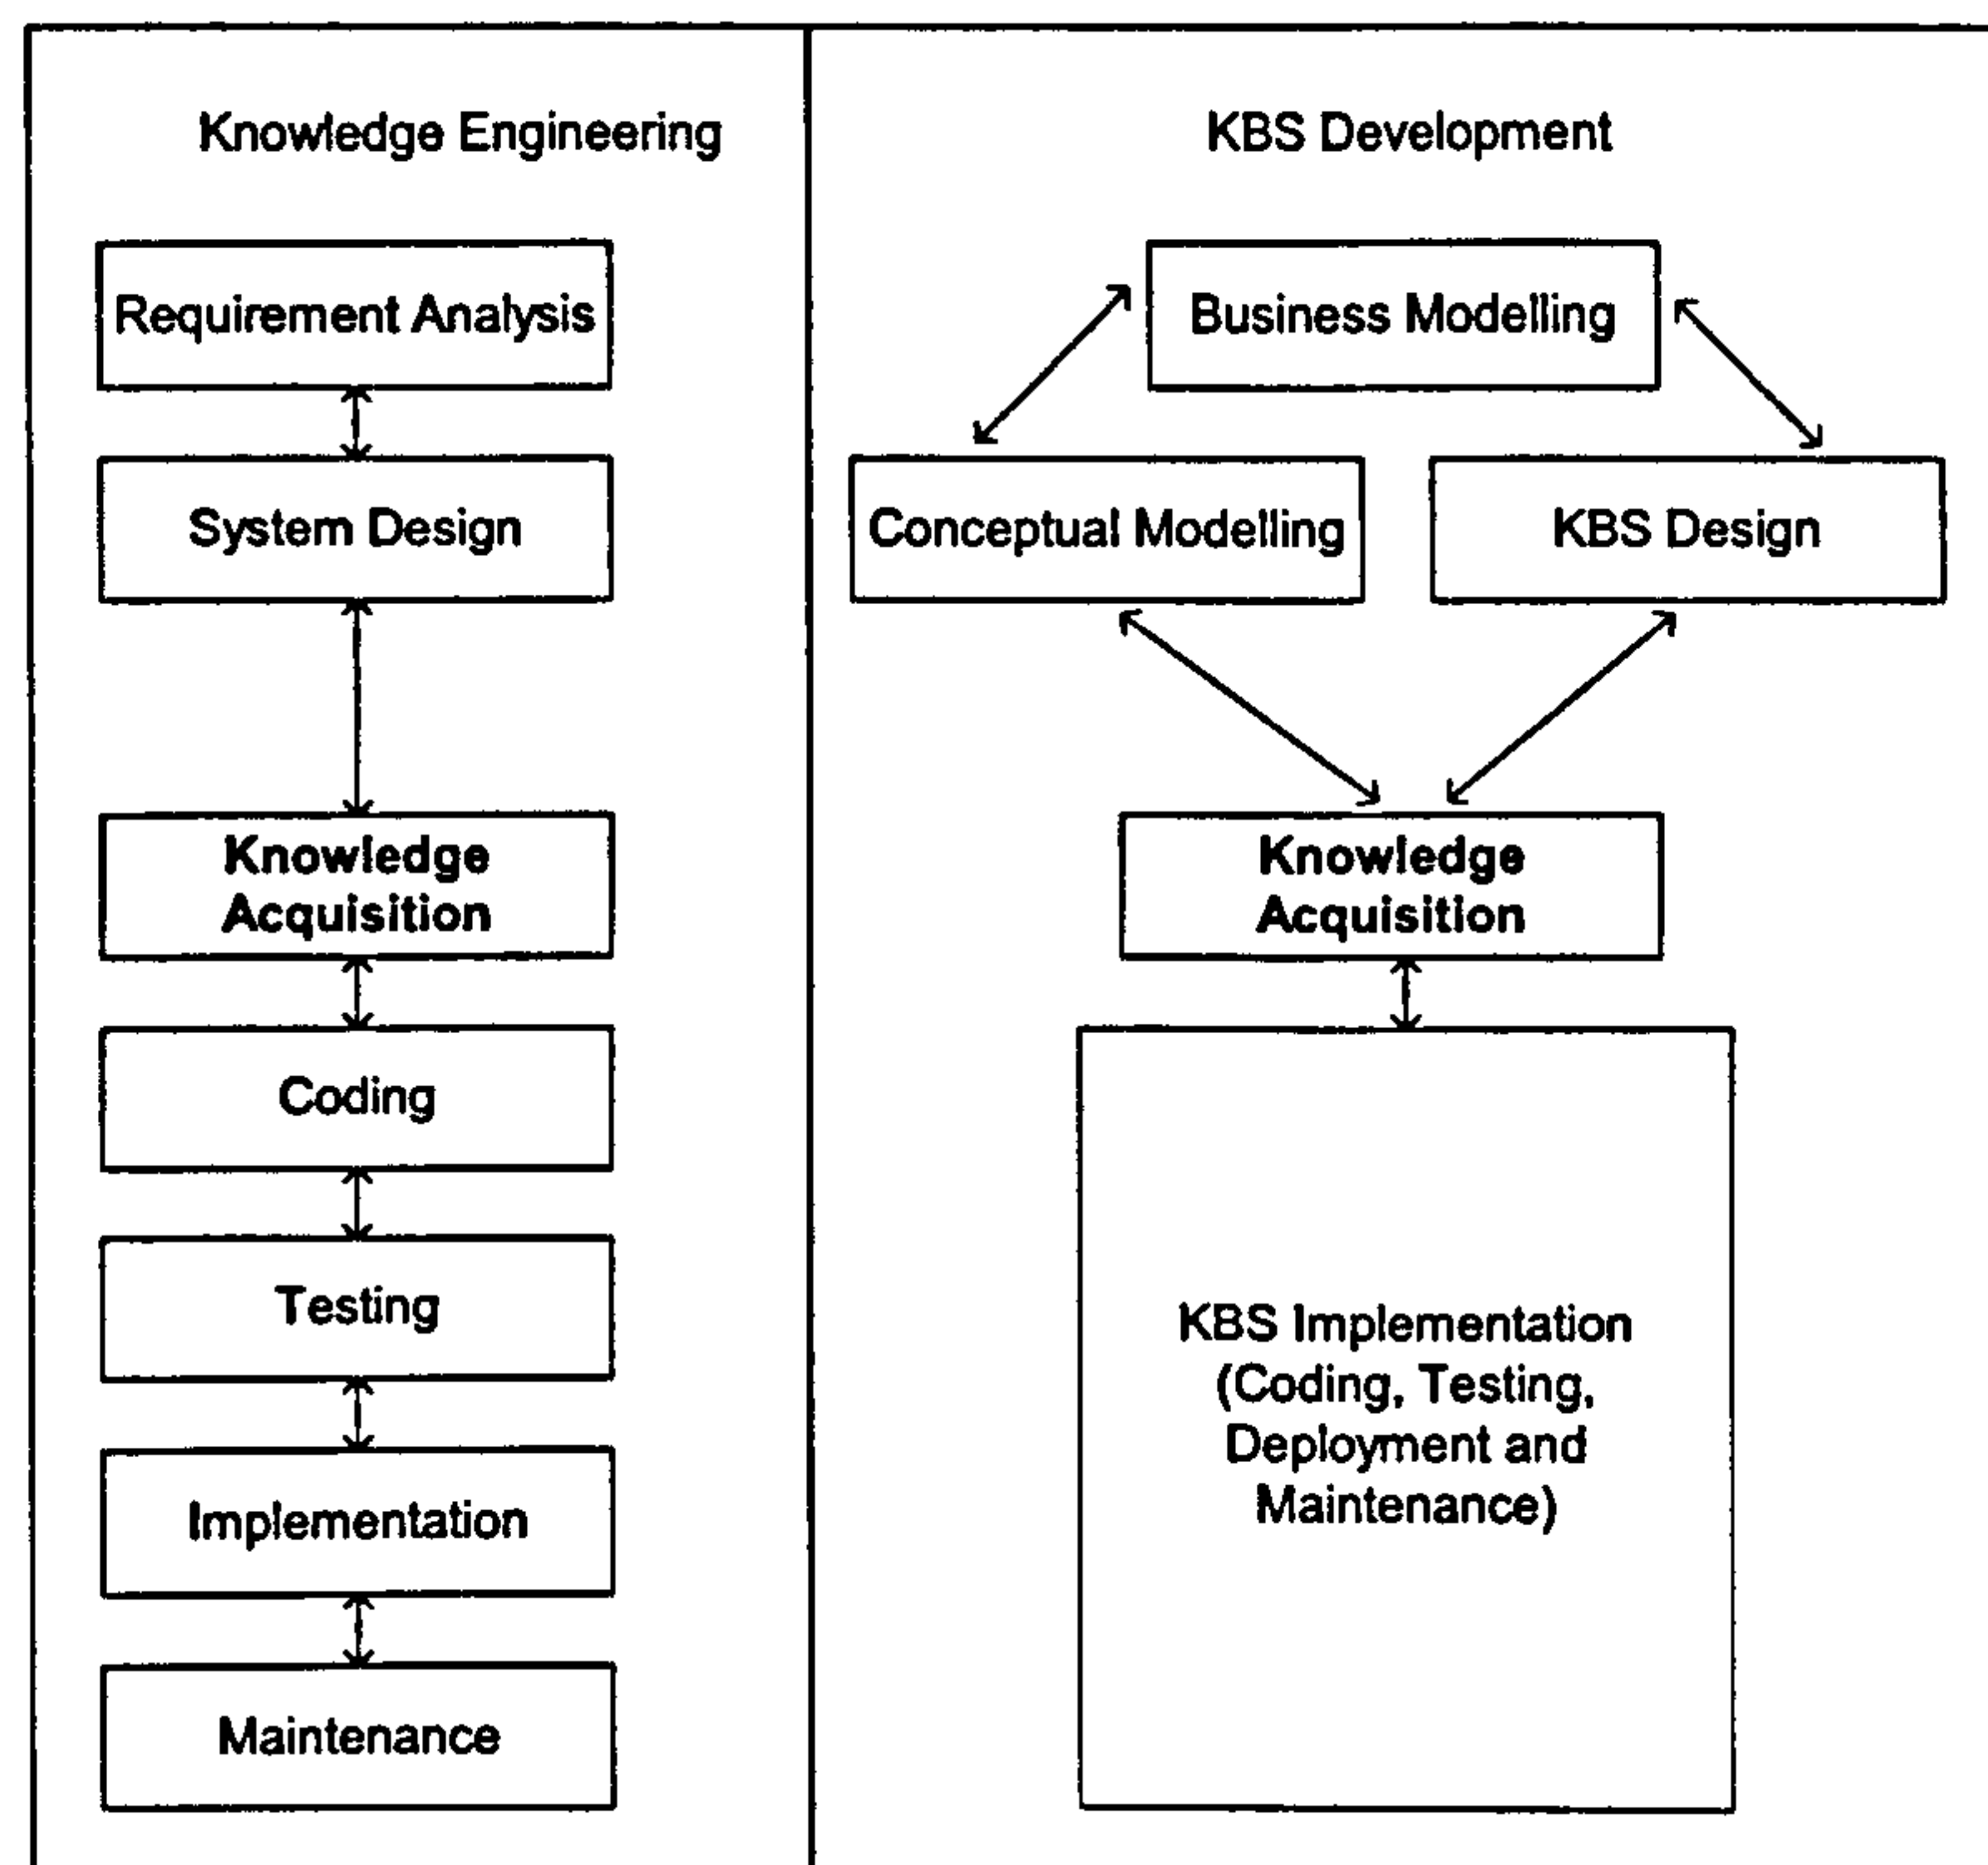 Knowledge Engineering
Requirement Analysis
System Design
Knowledge
Acquisition
Coding
Testing
Implementation
Maintenance
KBS Development
Business Modelling
Conceptual Modelling
KBS Design
Knowledge
Acquisition
KBS Implementation
(Coding, Testing,
Deployment and
Maintenance)